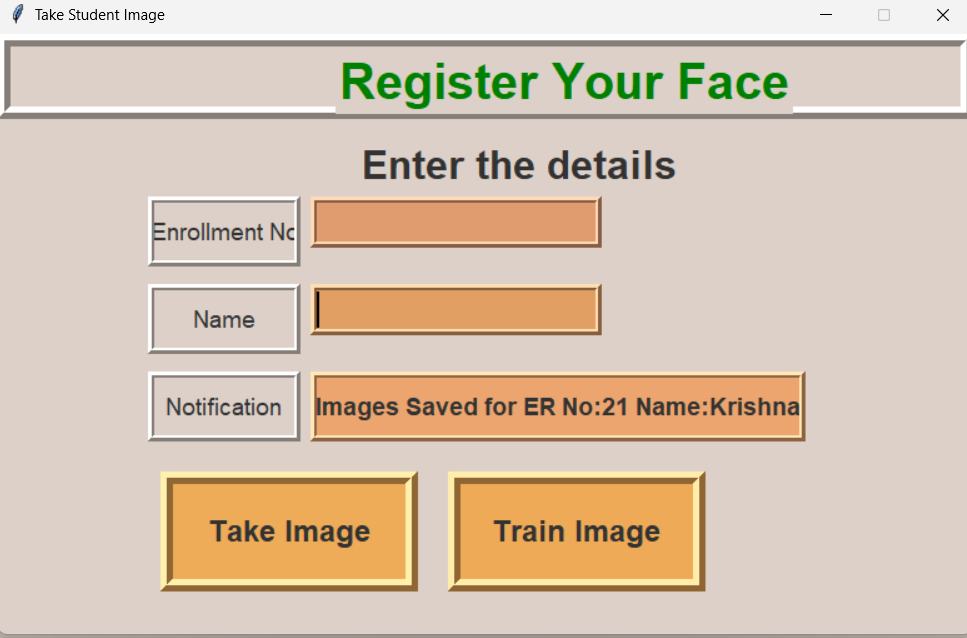 Take Student Image
Register Your Face
Enter the details
Enrollment No
Name
Notification
Images Saved for ER No:21 Name:Krishna
Take Image
Train Image